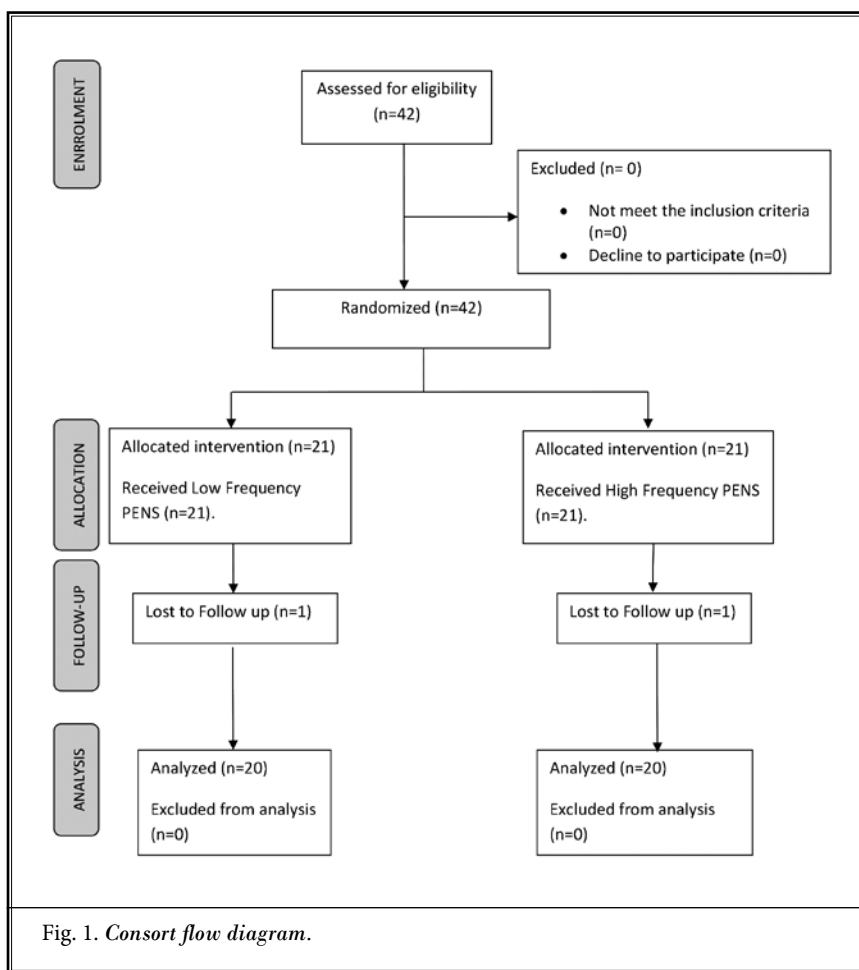 ENRROLMENT
Assessed for eligibility
(n=42)
Excluded (n= 0)
• Not meet the inclusion criteria
(n=0)
• Decline to participate (n=0)
Randomized (n=42)
ALLOCATION
Allocated intervention (n=21)
Received Low Frequency
PENS (n=21).
Allocated intervention (n=21)
Received High Frequency PENS
(n=21).
FOLLOW-UP
Lost to Follow up (n=1)
Lost to Follow up (n=1)
ANALYSIS
Analyzed (n=20)
Excluded from analysis
(n=0)
Analyzed (n=20)
Excluded from analysis
(n=0)
Fig. 1. Consort flow diagram.